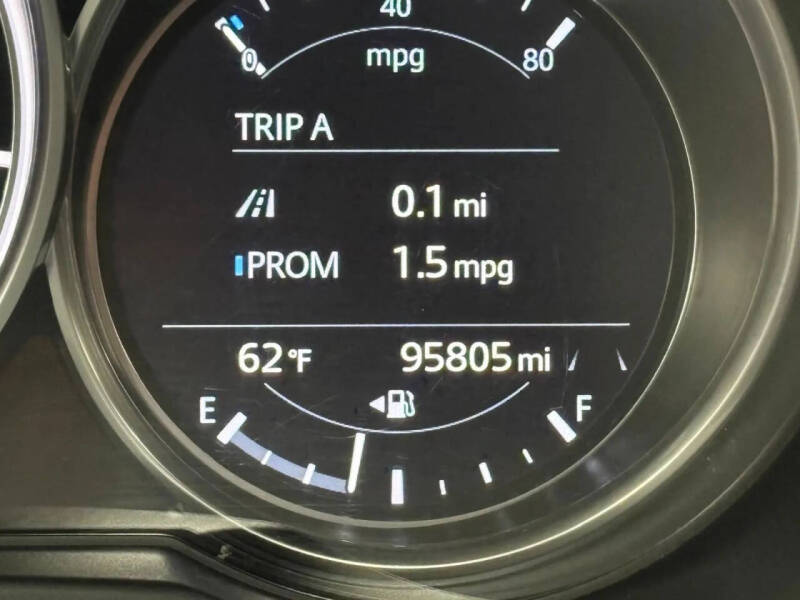 40
0 mpg 80
TRIP A
0.1 mi
PROM 1.5 mpg
62°F 95805 mi
E F